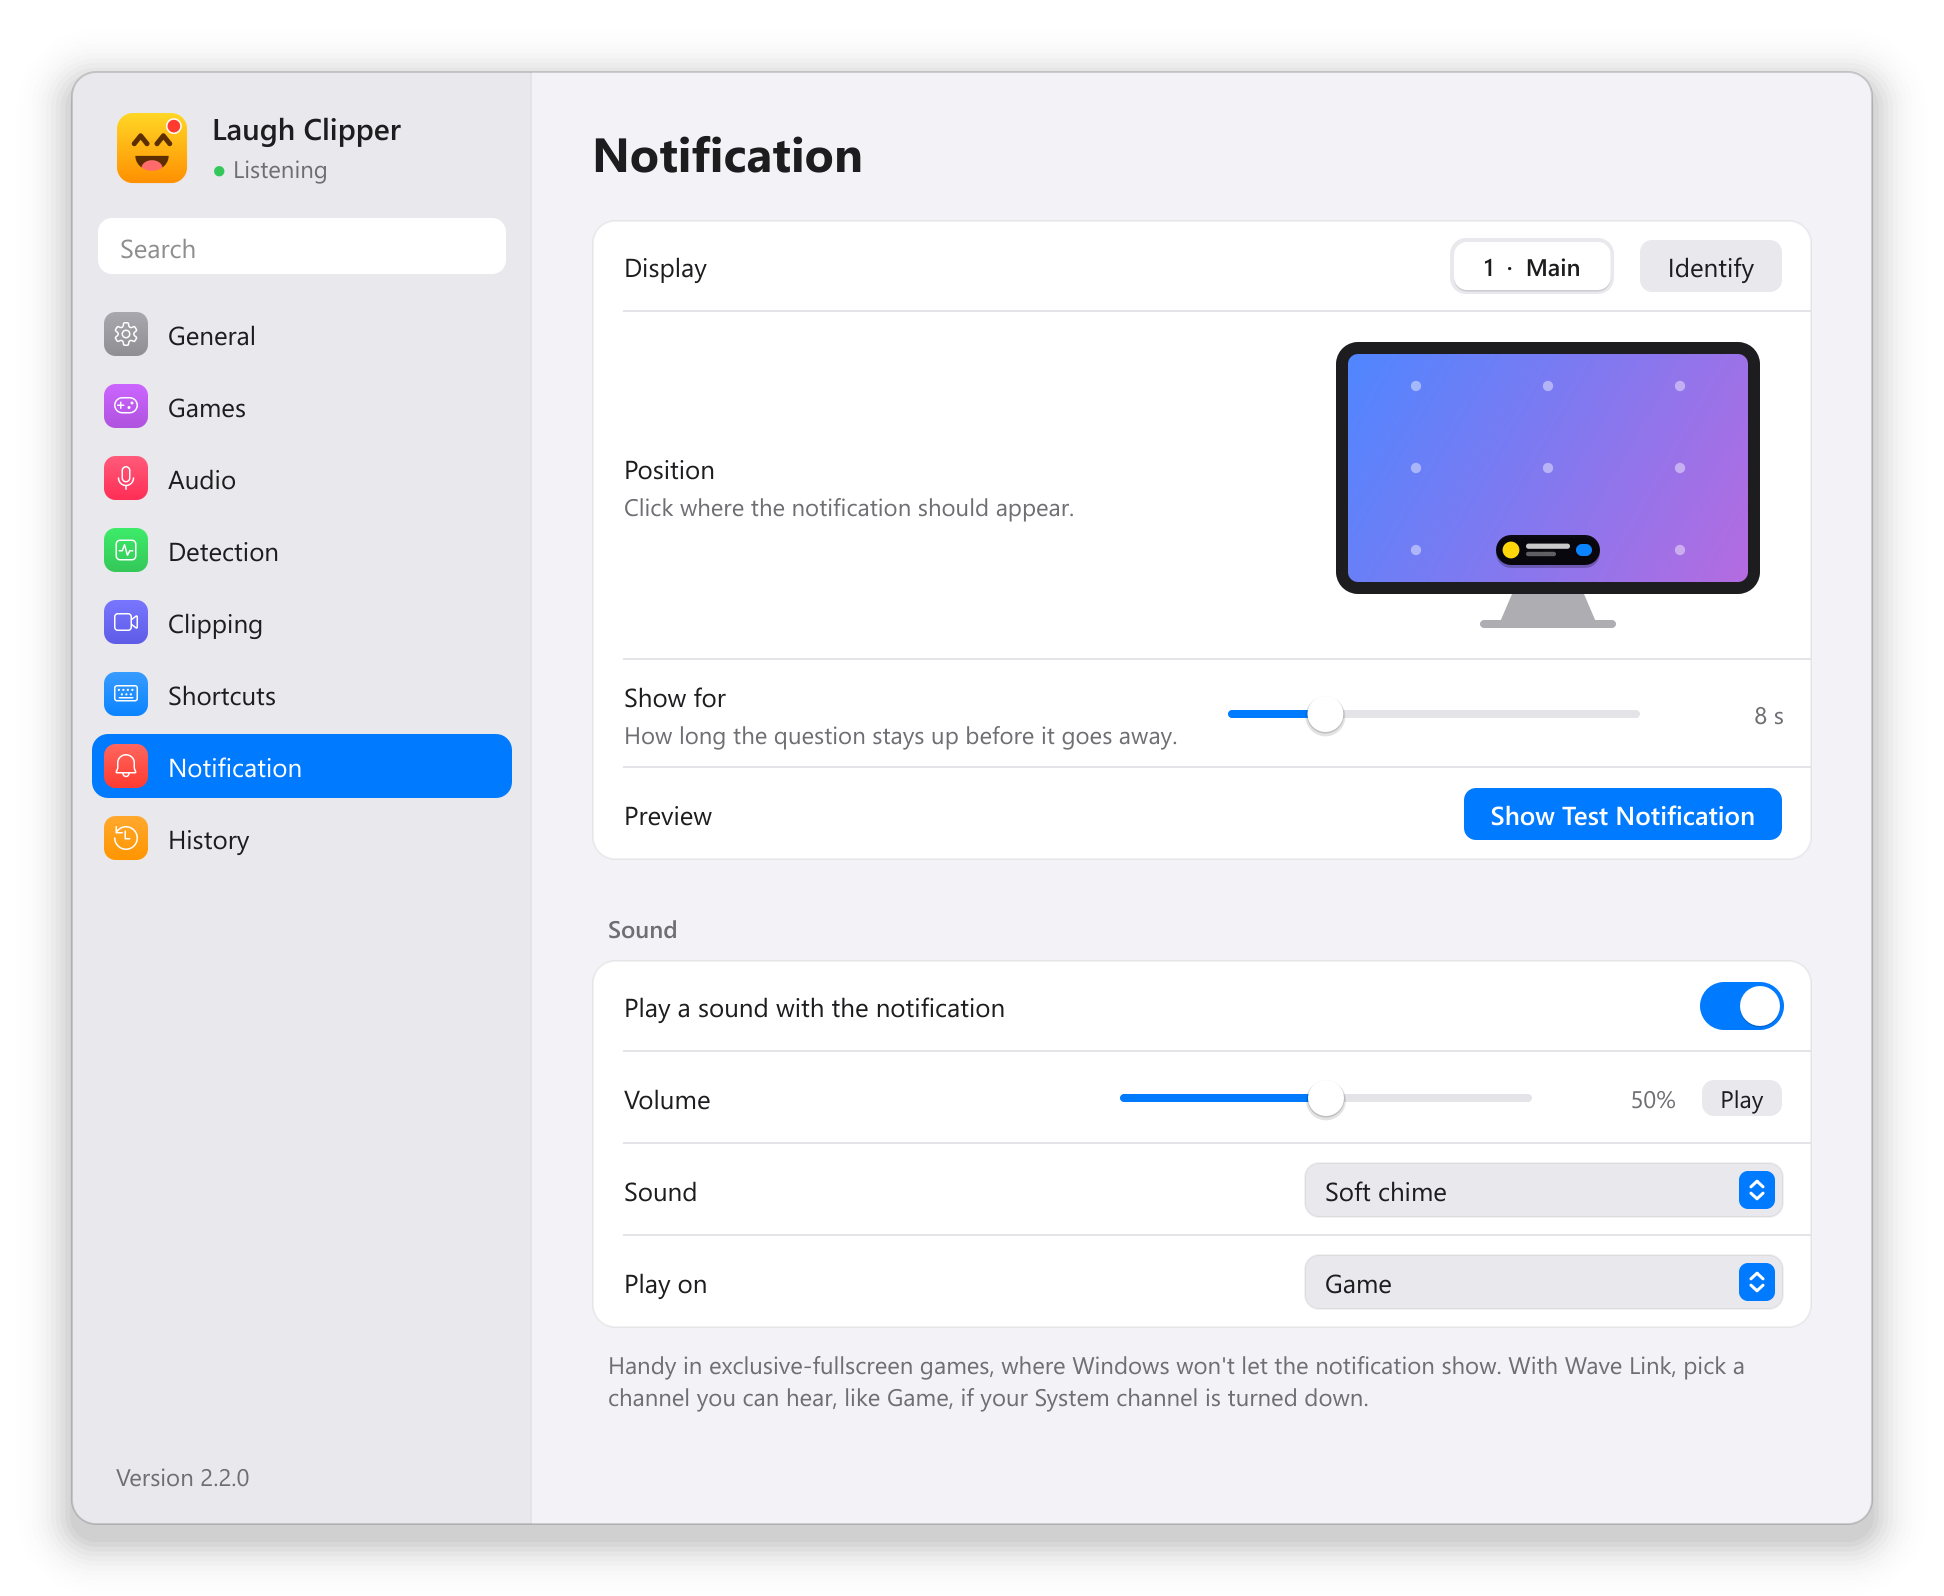 Laugh Clipper
Listening
Search
General
Games
Audio
Detection
Clipping
Shortcuts
Notification
History
Version 2.2.0
Notification
Display
1 · Main
Identify
Position
Click where the notification should appear.
Show for
How long the question stays up before it goes away.
8 s
Preview
Show Test Notification
Sound
Play a sound with the notification
Volume
50%
Play
Sound
Soft chime
Play on
Game
Handy in exclusive-fullscreen games, where Windows won't let the notification show. With Wave Link, pick a
channel you can hear, like Game, if your System channel is turned down.